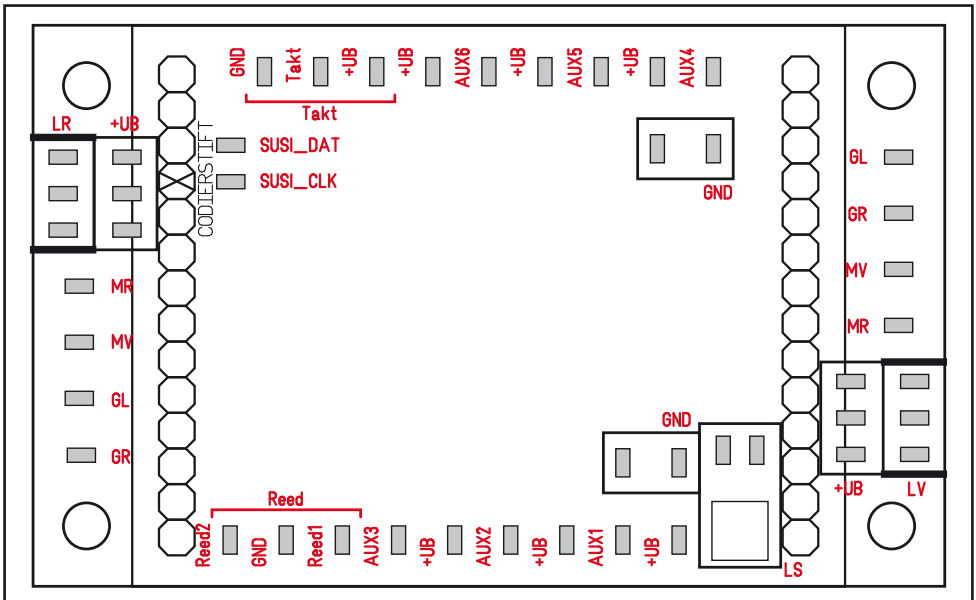 GND
Takt
+UB
+UB
AUX6
+UB
AUX5
+UB
AUX4
Takt
LR
+UB
CODIERSTIFT
SUSI_DAT
SUSI_CLK
GND
GL
GR
MV
MR
MR
MV
GL
GR
GND
+UB
LV
Reed
Reed2
GND
Reed1
AUX3
+UB
AUX2
+UB
AUX1
+UB
LS